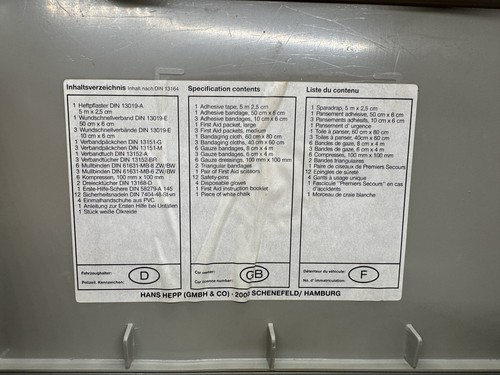 Inhaltsverzeichnis Inhalt nach DIN 13164
1 Heftpflaster DIN 13019-A
5 m x 2,5 cm
1 Wundschnellverband DIN 13019-E
50 cm x 6 cm
3 Wundschnellverbände DIN 13019-E
10 cm x 6 cm
1 Verbandpäckchen DIN 13151-G
3 Verbandpäckchen DIN 13151-M
1 Verbandtuch DIN 13152-A
3 Verbandtücher DIN 13152-BR
6 Mullbinden DIN 61631-MB-8 ZW/BW
3 Mullbinden DIN 61631-MB-6 ZW/BW
6 Kompressen, 100 mm x 100 mm
2 Dreiecktücher DIN 13168-D
1 Erste-Hilfe-Schere DIN 58279-A 145
12 Sicherheitsnadeln DIN 7404-48-St-vn
4 Einmalhandschuhe aus PVC
1 Anleitung zur Ersten Hilfe bei Unfällen
1 Stück weiße Ölkreide
Fahrzeughalter:
Polizeil. Kennzeichen:
D
Specification contents
1 Adhesive tape, 5 m 2,5 cm
1 Adhesive bandage, 50 cm x 6 cm
3 Adhesive bandages, 10 cm x 6 cm
1 First Aid packet, large
3 First Aid packets, medium
1 Bandaging cloth, 60 cm x 80 cm
3 Bandaging cloths, 40 cm x 60 cm
6 Gauze bandages, 8 cm x 4 m
3 Gauze bandages, 6 cm x 4 m
6 Gauze dressings, 100 mm x 100 mm
2 Triangular bandages
1 Pair of First Aid scissors
12 Safety-pins
4 Disposable gloves
1 First Aid instruction booklet
1 Piece of white chalk
Car owner:
Car licence number:
GB
Liste du contenu
1 Sparadrap, 5 m x 2,5 cm
1 Pansement adhésive, 50 cm x 6 cm
3 Pansements adhésifs, 10 cm x 6 cm
1 Pansement d' urgence
1 Toile à panser, 60 cm x 80 cm
3 Toiles à panser, 40 cm x 60 cm
6 Bandes de gaze, 8 cm x 4 m
3 Bandes de gaze, 6 cm x 4 m
6 Compresses, 100 mm x 100 mm
2 Bandes triangulaires
1 Paire de ciseaux de Premiers Secours
12 Epingles de sûreté
4 Gants à usage unique
1 Fascicule "Premiers Secours" en cas
d'accidents
1 Morceau de craie blanche
Détenteur du véhicule:
No. d' immatriculation:
F
HANS HEPP (GMBH & CO) · 2000 SCHENEFELD/ HAMBURG